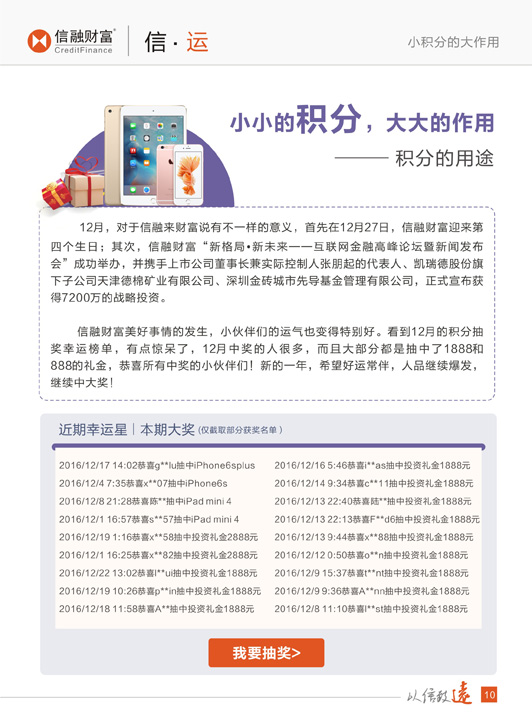 信融财富®
CreditFinance
信·运
小积分的大作用
小小的积分，大大的作用
—— 积分的用途
12月，对于信融来财富说有不一样的意义，首先在12月27日，信融财富迎来第
四个生日；其次，信融财富“新格局•新未来——互联网金融高峰论坛暨新闻发布
会”成功举办，并携手上市公司董事长兼实际控制人张朋起的代表人、凯瑞德股份旗
下子公司天津德棉矿业有限公司、深圳金砖城市先导基金管理有限公司，正式宣布获
得7200万的战略投资。
信融财富美好事情的发生，小伙伴们的运气也变得特别好。看到12月的积分抽
奖幸运榜单，有点惊呆了，12月中奖的人很多，而且大部分都是抽中了1888和
888的礼金，恭喜所有中奖的小伙伴们！新的一年，希望好运常伴，人品继续爆发，
继续中大奖！
近期幸运星｜本期大奖（仅截取部分获奖名单）
2016/12/17 14:02恭喜g**lu抽中iPhone6splus
2016/12/4 7:35恭喜x**07抽中iPhone6s
2016/12/8 21:28恭喜陈**抽中iPad mini 4
2016/12/1 16:57恭喜s**57抽中iPad mini 4
2016/12/19 1:16恭喜x**58抽中投资礼金2888元
2016/12/1 16:25恭喜x**82抽中投资礼金2888元
2016/12/22 13:02恭喜l**ui抽中投资礼金1888元
2016/12/19 10:26恭喜p**in抽中投资礼金1888元
2016/12/18 11:58恭喜A**抽中投资礼金1888元
2016/12/16 5:46恭喜i**as抽中投资礼金1888元
2016/12/14 9:34恭喜c**11抽中投资礼金1888元
2016/12/13 22:40恭喜陆**抽中投资礼金1888元
2016/12/13 22:13恭喜F**d6抽中投资礼金1888元
2016/12/13 9:44恭喜x**88抽中投资礼金1888元
2016/12/12 0:50恭喜o**n抽中投资礼金1888元
2016/12/9 15:37恭喜t**nt抽中投资礼金1888元
2016/12/9 9:36恭喜A**nn抽中投资礼金1888元
2016/12/8 11:10恭喜l**st抽中投资礼金1888元
我要抽奖>
以信致远
10